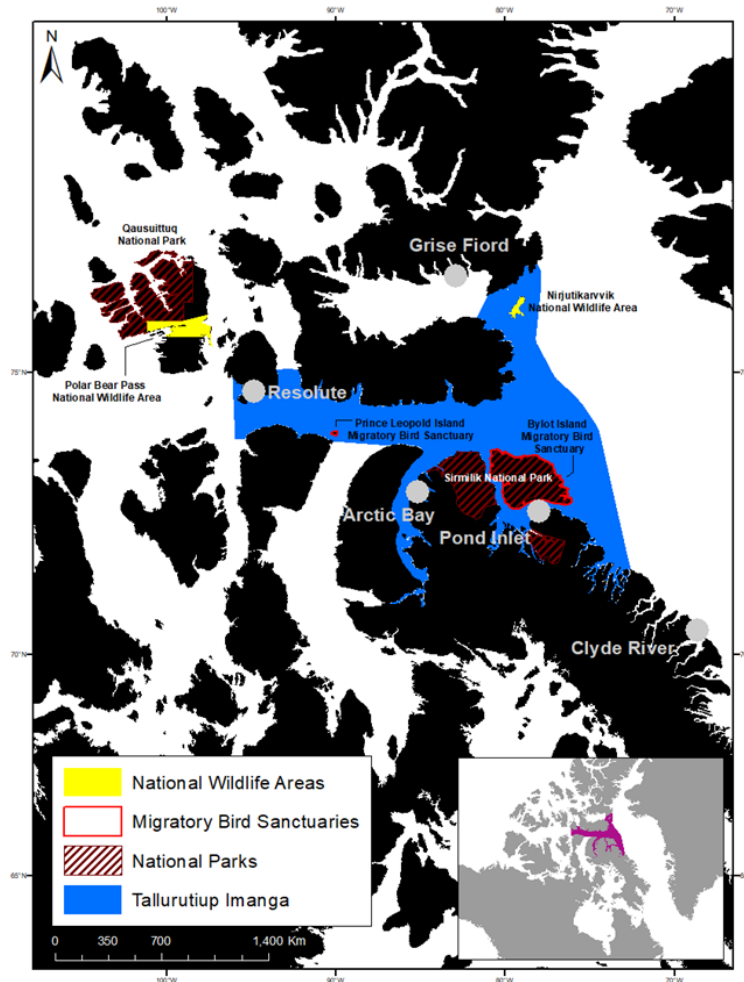 100°W
90°W
80°W
70°W
N
Qausuittuq
National Park
Grise Fiord
Nirjutikarvvik
National Wildlife Area
75°N
75°N
Polar Bear Pass
National Wildlife Area
Resolute
Prince Leopold Island
Migratory Bird Sanctuary
Bylot Island
Migratory Bird
Sanctuary
Sirmilik National Park
Arctic Bay
Pond Inlet
Clyde River
70°N
70°N
National Wildlife Areas
Migratory Bird Sanctuaries
National Parks
Tallurutiup Imanga
65°N
65°N
0 350 700 1,400 Km
100°W
90°W
80°W
70°W